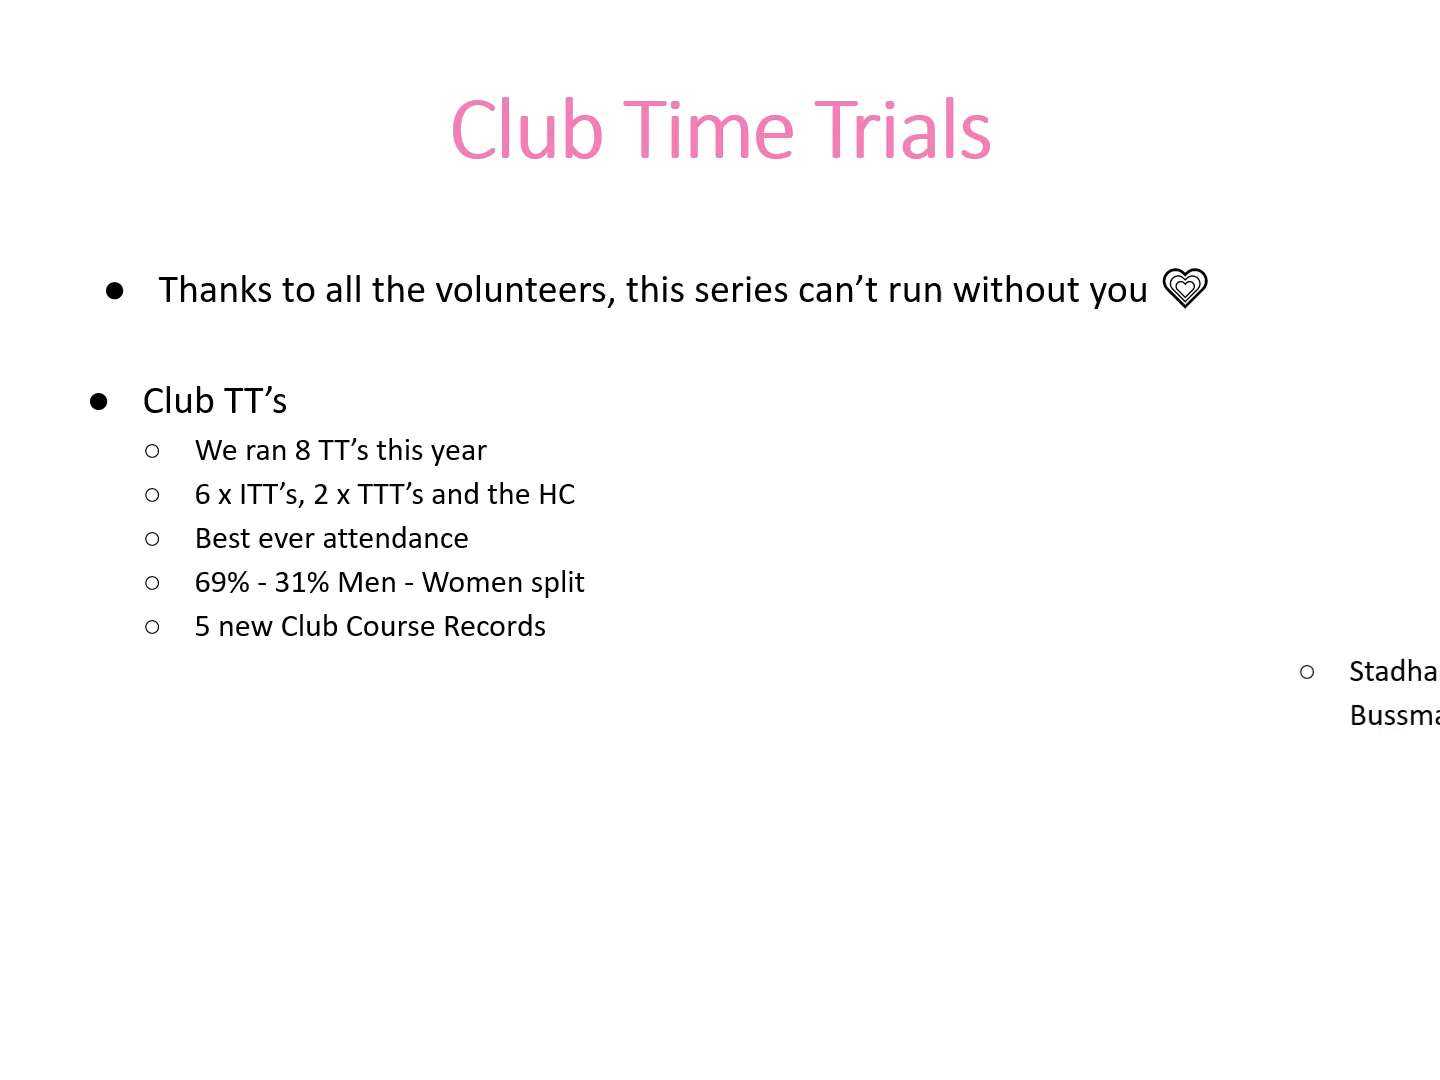 Club Time Trials
● Thanks to all the volunteers, this series can’t run without you 💗
● Club TT’s
○ We ran 8 TT’s this year
○ 6 x ITT’s, 2 x TTT’s and the HC
○ Best ever attendance
○ 69% - 31% Men - Women split
○ 5 new Club Course Records